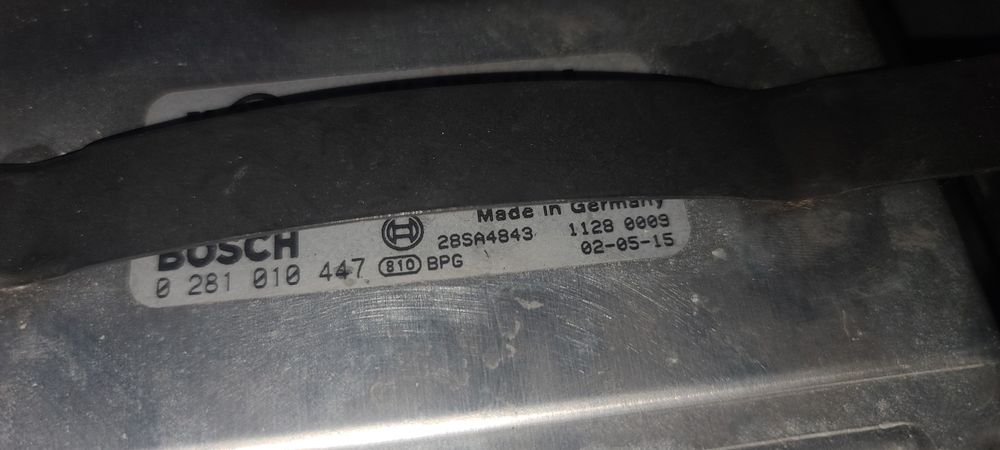 Made in Germany
BOSCH 28SA4843 1128 0009
0 281 010 447 810 BPG 02-05-15